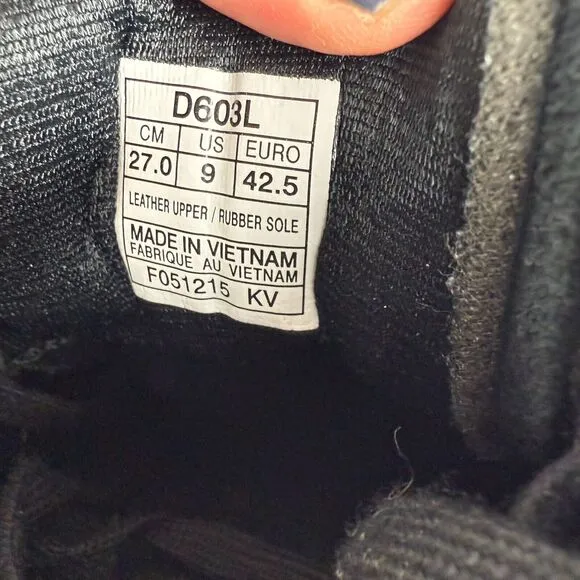 D603L
CM US EURO
27.0 9 42.5
LEATHER UPPER / RUBBER SOLE
MADE IN VIETNAM
FABRIQUE AU VIETNAM
F051215 KV